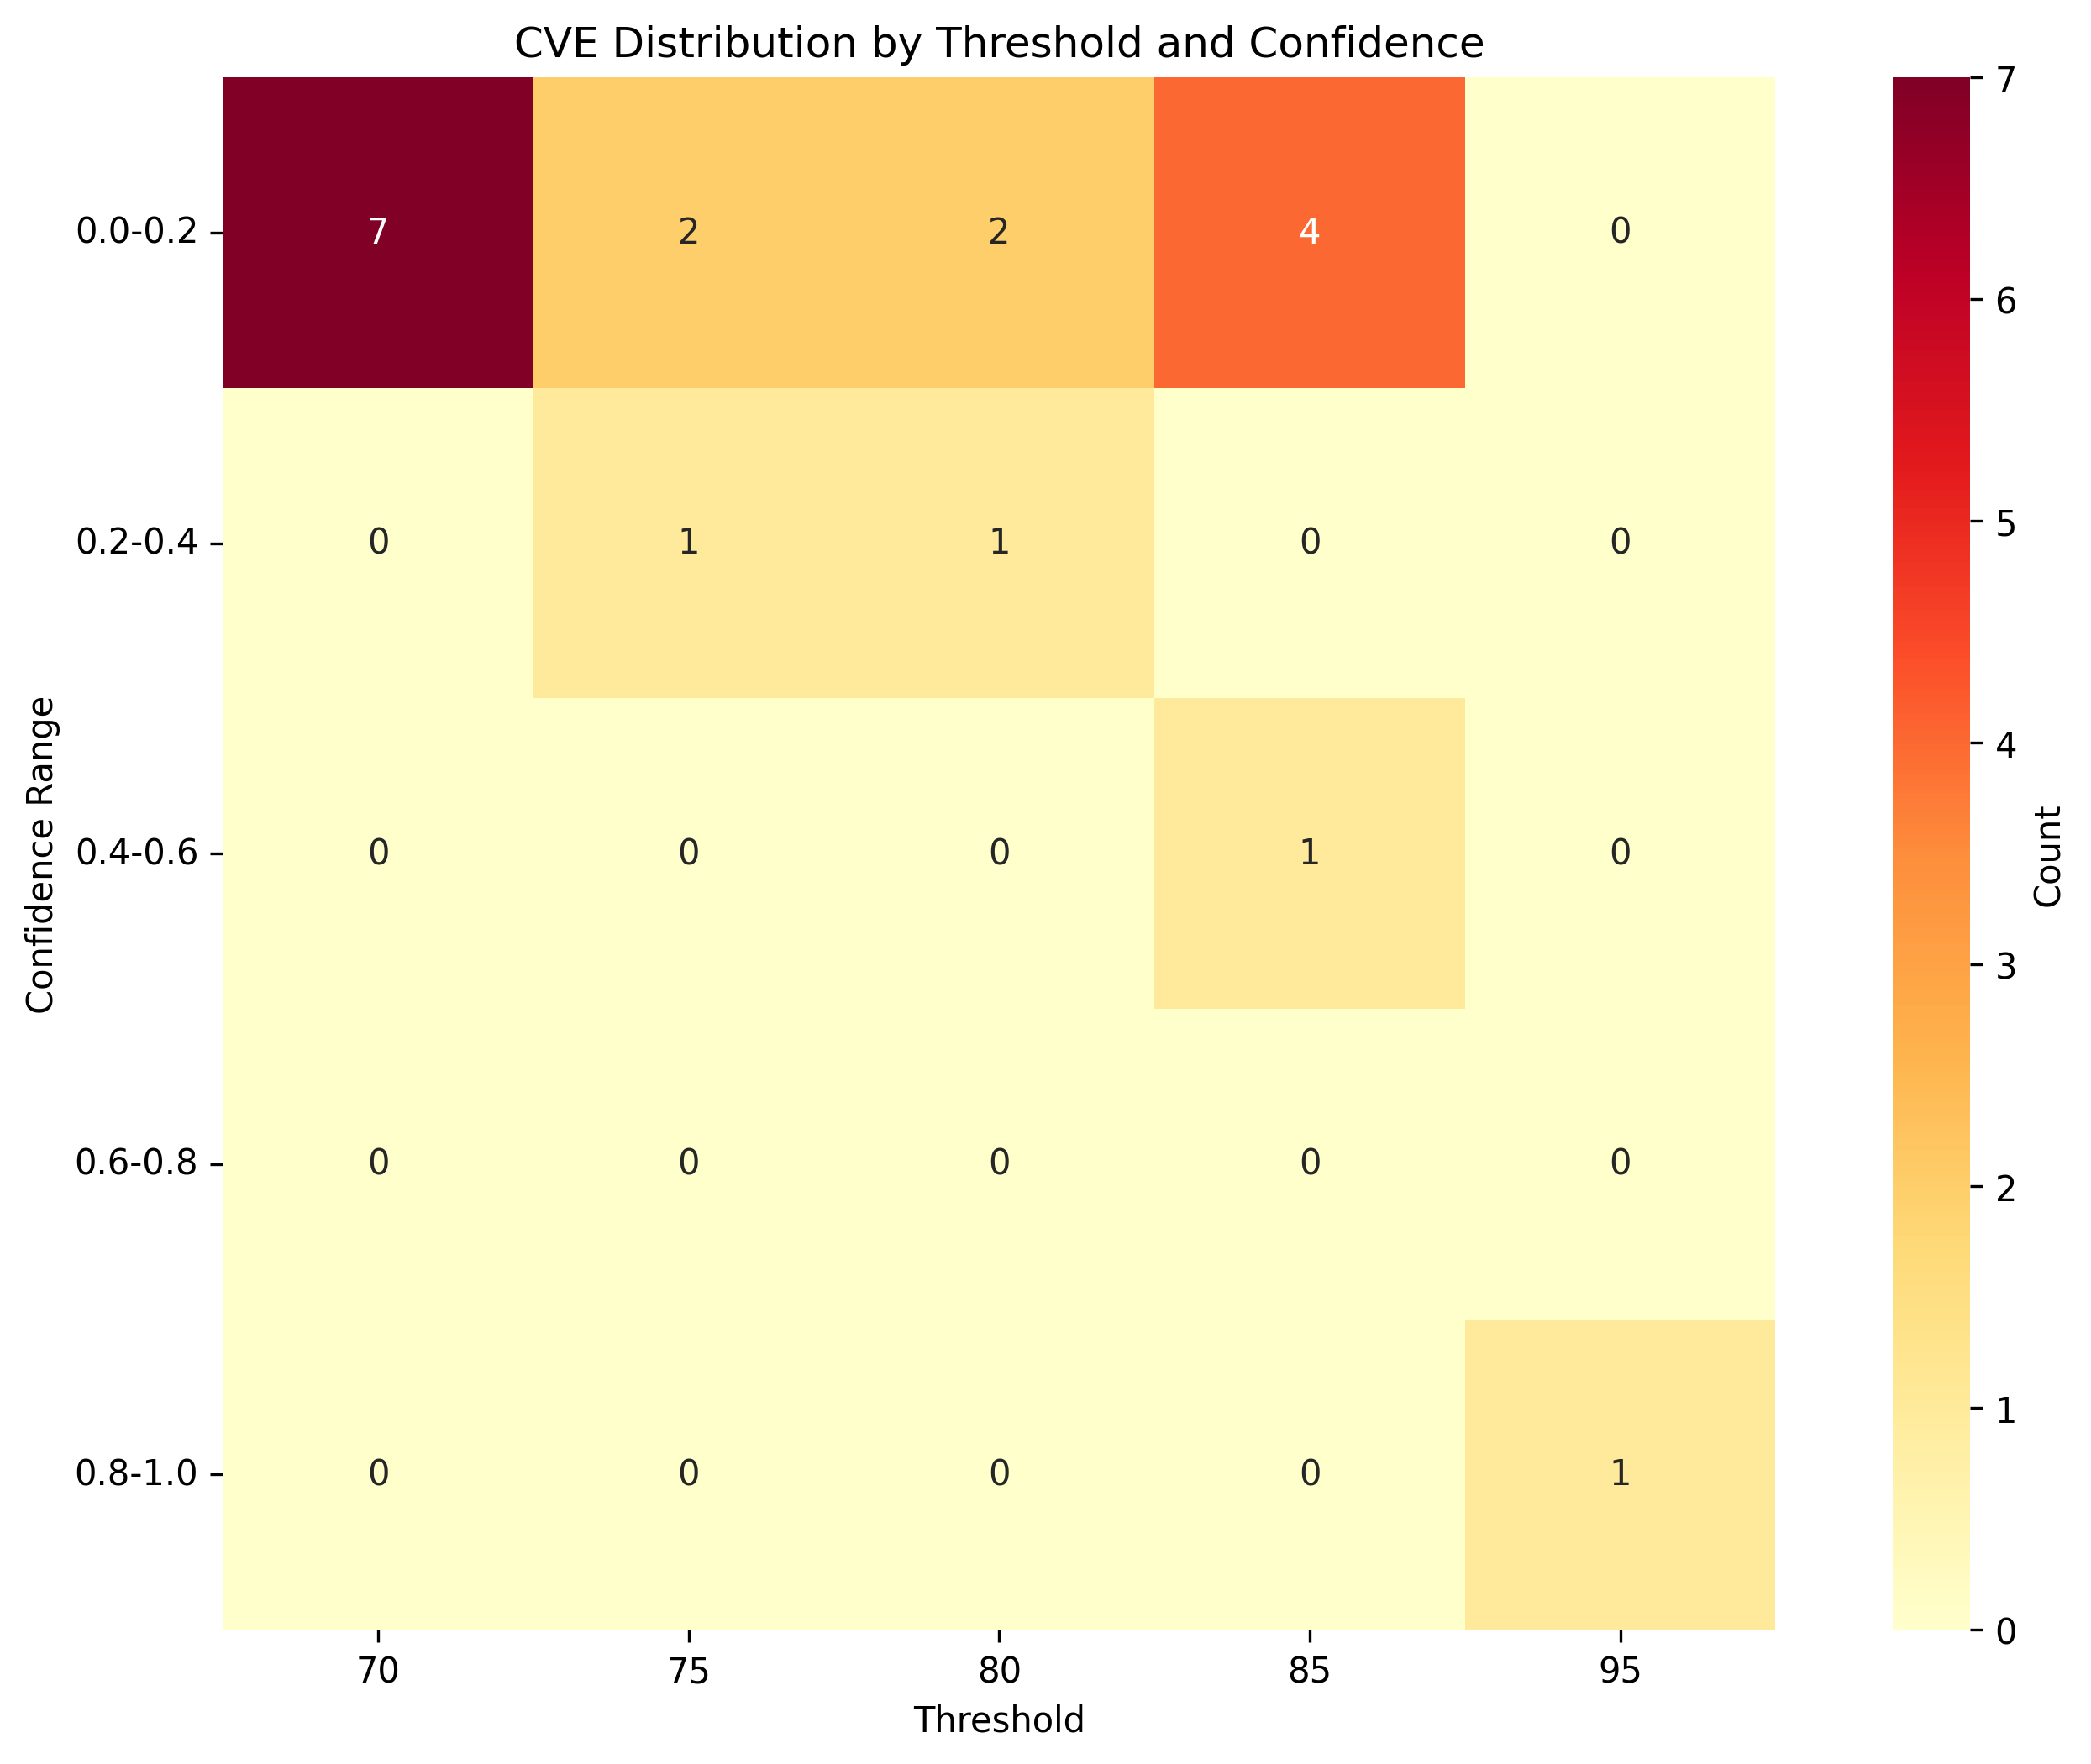 CVE Distribution by Threshold and Confidence
0.0-0.2 7 2 2 4 0
0.2-0.4 0 1 1 0 0
0.4-0.6 0 0 0 1 0
0.6-0.8 0 0 0 0 0
0.8-1.0 0 0 0 0 1
70 75 80 85 95
Threshold
Confidence Range
7
6
5
4
3
2
1
0
Count